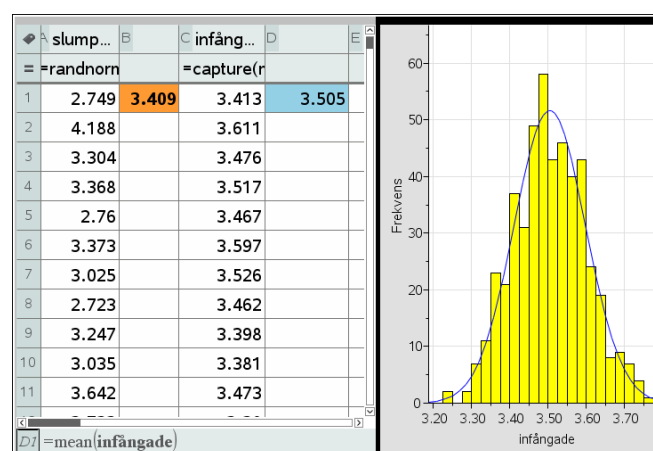 A slump... B C infång... D E
= =randnorn =capture(r
1 2.749 3.409 3.413 3.505
2 4.188 3.611
3 3.304 3.476
4 3.368 3.517
5 2.76 3.467
6 3.373 3.597
7 3.025 3.526
8 2.723 3.462
9 3.247 3.398
10 3.035 3.381
11 3.642 3.473
D1 =mean(infångade)
60
50
40
30
20
10
0
Frekvens
3.20 3.30 3.40 3.50 3.60 3.70
infångade